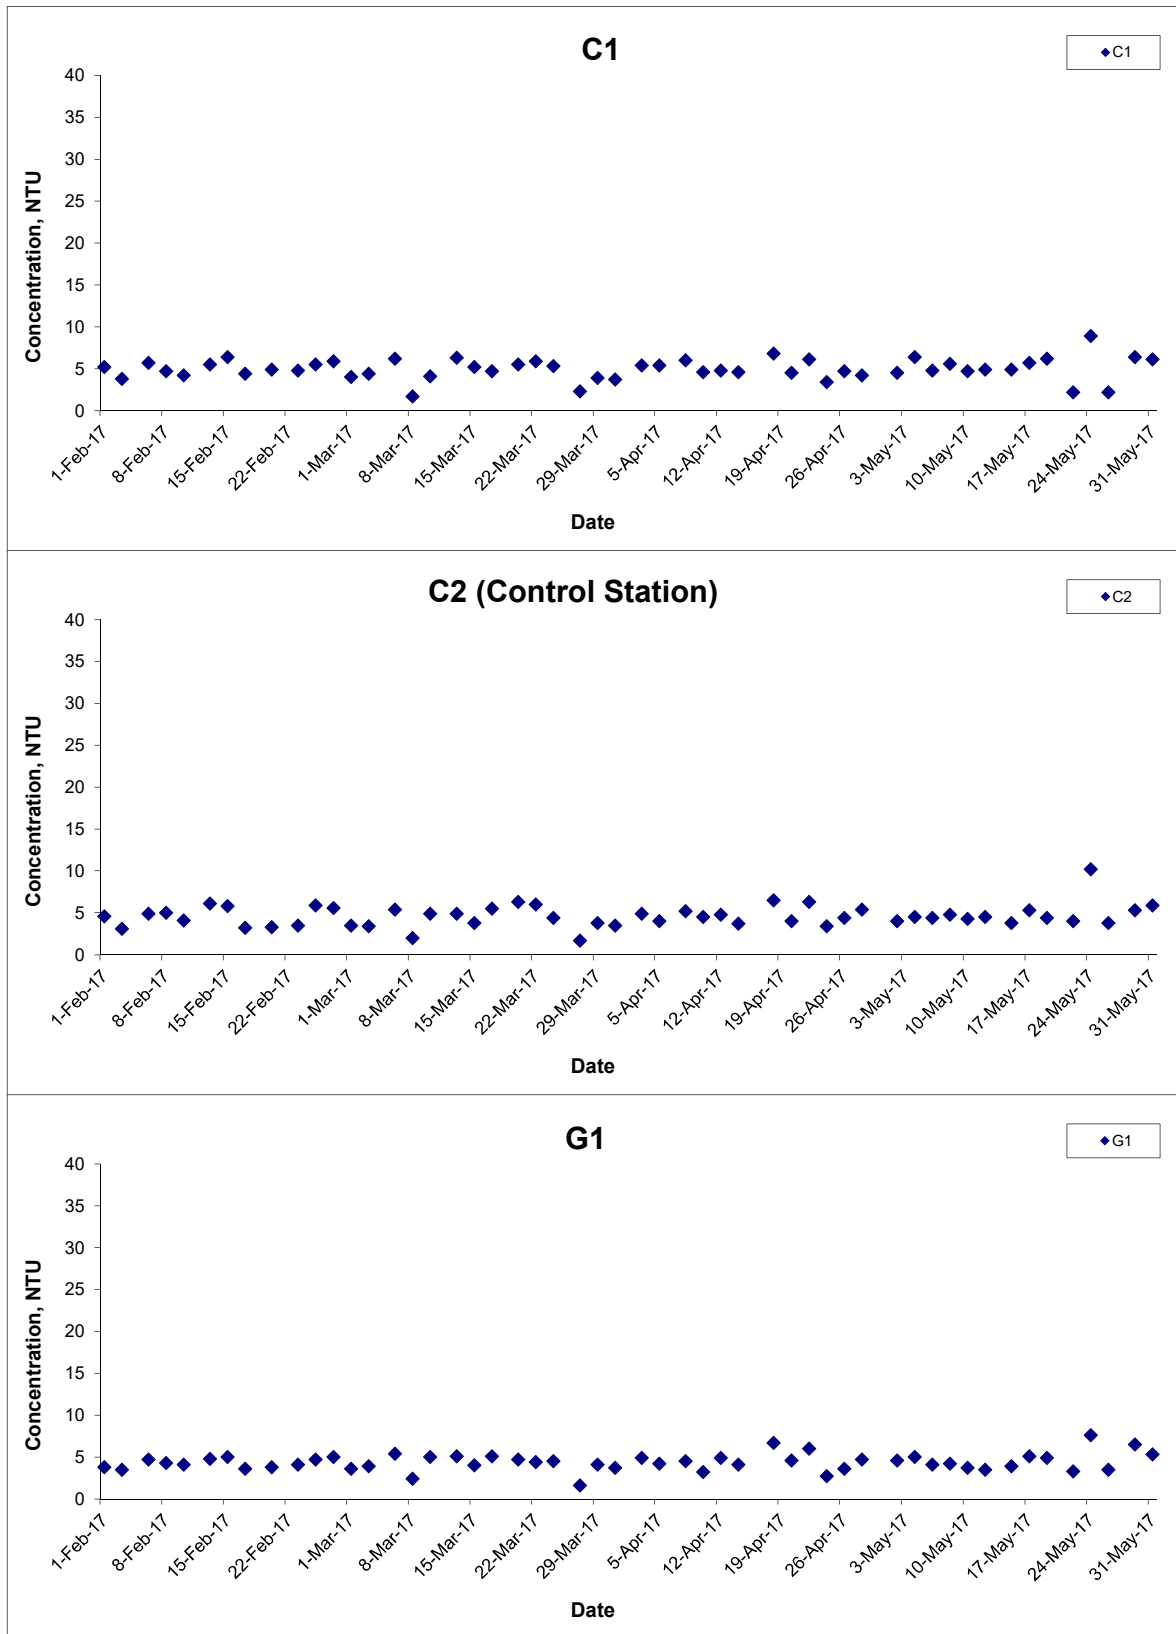 C1
C1
40
35
30
25
20
15
10
5
0
Concentration, NTU
1-Feb-17 8-Feb-17 15-Feb-17 22-Feb-17 1-Mar-17 8-Mar-17 15-Mar-17 22-Mar-17 29-Mar-17 5-Apr-17 12-Apr-17 19-Apr-17 26-Apr-17 3-May-17 10-May-17 17-May-17 24-May-17 31-May-17
Date
C2 (Control Station)
C2
40
35
30
25
20
15
10
5
0
Concentration, NTU
1-Feb-17 8-Feb-17 15-Feb-17 22-Feb-17 1-Mar-17 8-Mar-17 15-Mar-17 22-Mar-17 29-Mar-17 5-Apr-17 12-Apr-17 19-Apr-17 26-Apr-17 3-May-17 10-May-17 17-May-17 24-May-17 31-May-17
Date
G1
G1
40
35
30
25
20
15
10
5
0
Concentration, NTU
1-Feb-17 8-Feb-17 15-Feb-17 22-Feb-17 1-Mar-17 8-Mar-17 15-Mar-17 22-Mar-17 29-Mar-17 5-Apr-17 12-Apr-17 19-Apr-17 26-Apr-17 3-May-17 10-May-17 17-May-17 24-May-17 31-May-17
Date